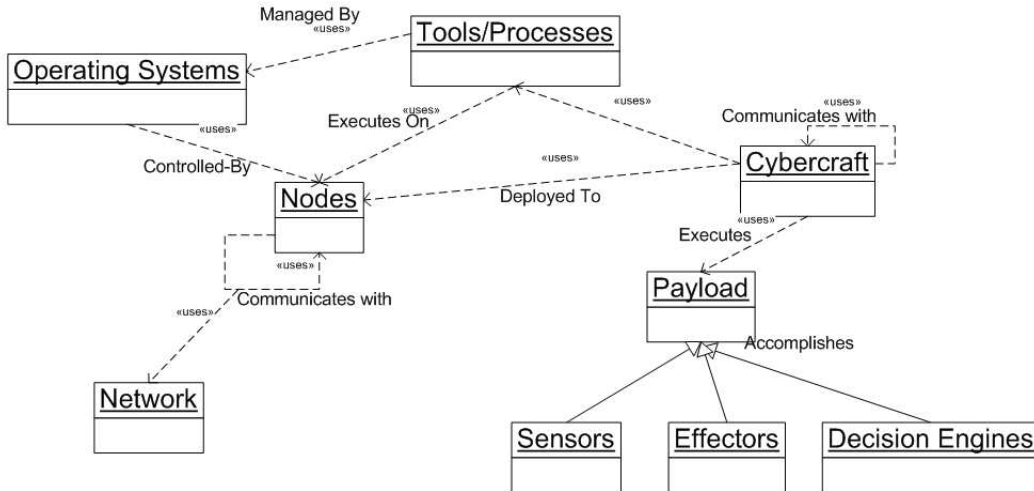 Managed By
«uses»
Tools/Processes
Operating Systems
«uses»
Executes On
«uses»
«uses»
Communicates with
«uses»
Controlled-By
«uses»
Cybercraft
Nodes
Deployed To
«uses»
Executes
«uses»
Communicates with
«uses»
Payload
Accomplishes
Network
Sensors
Effectors
Decision Engines